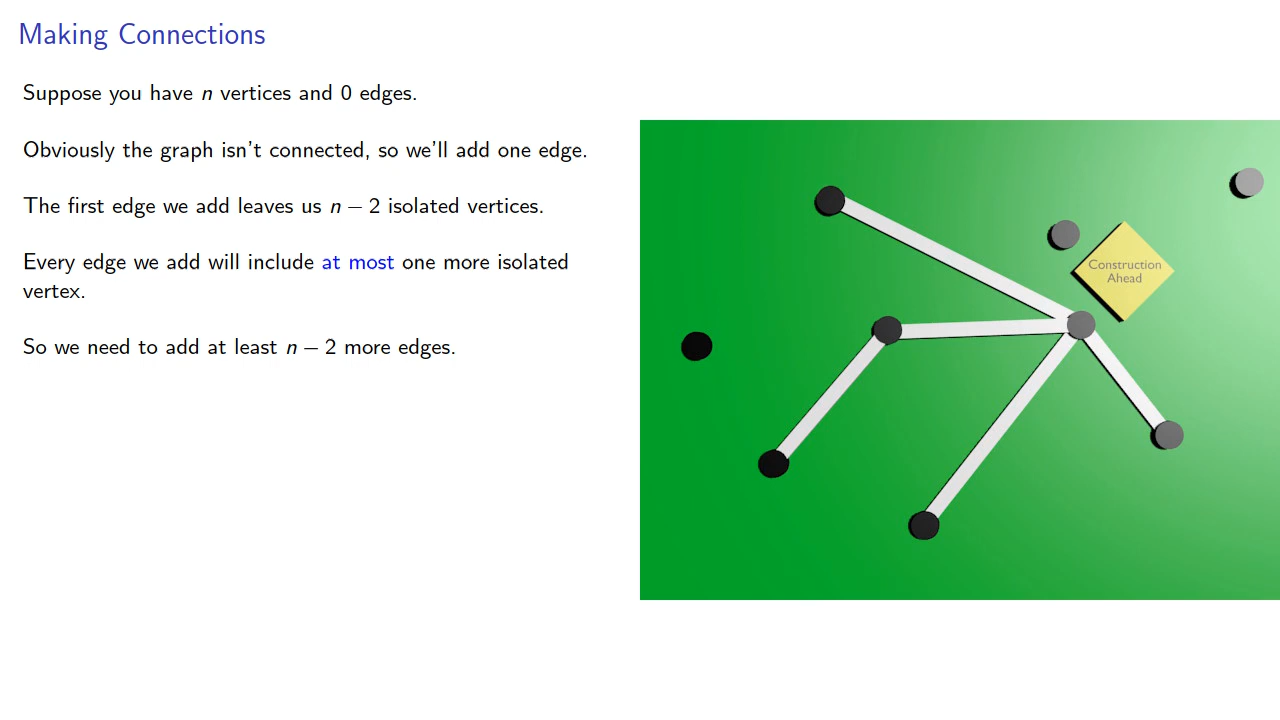 Making Connections
Suppose you have n vertices and 0 edges.
Obviously the graph isn't connected, so we'll add one edge.
The first edge we add leaves us n − 2 isolated vertices.
Every edge we add will include at most one more isolated
vertex.
So we need to add at least n − 2 more edges.
Construction
Ahead